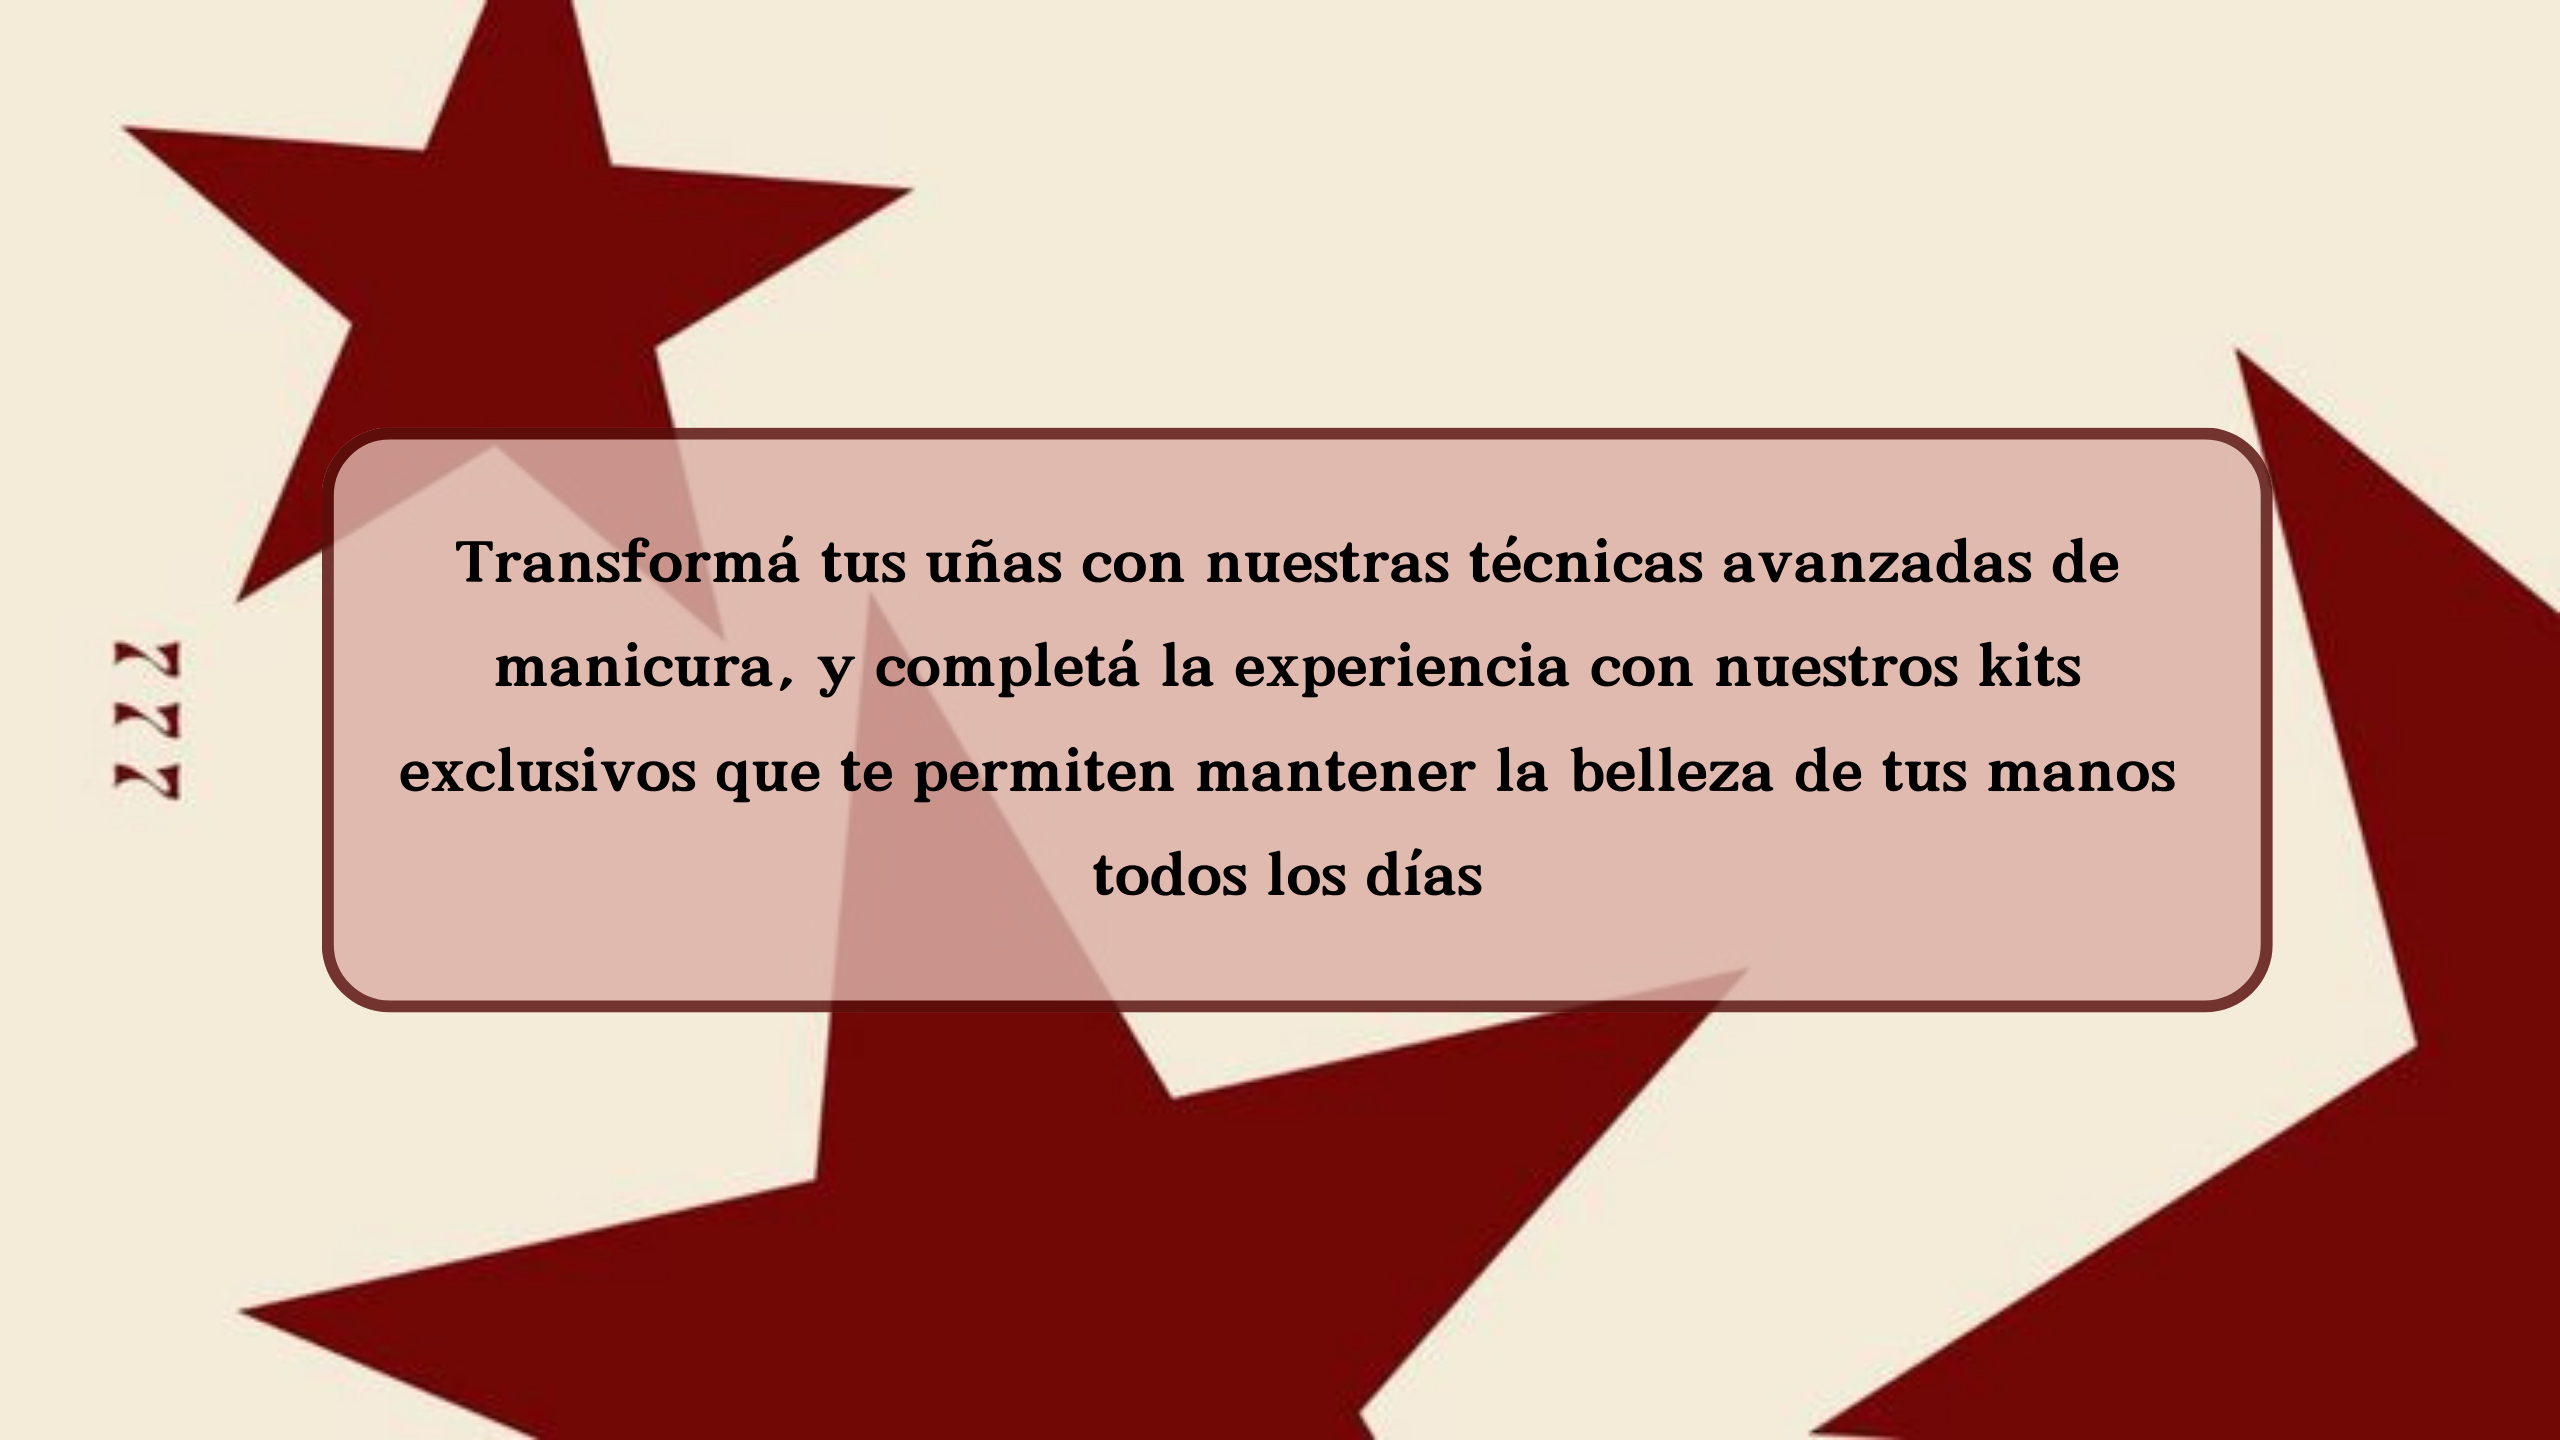 Transformá tus uñas con nuestras técnicas avanzadas de
manicura, y completá la experiencia con nuestros kits
exclusivos que te permiten mantener la belleza de tus manos
todos los días
777